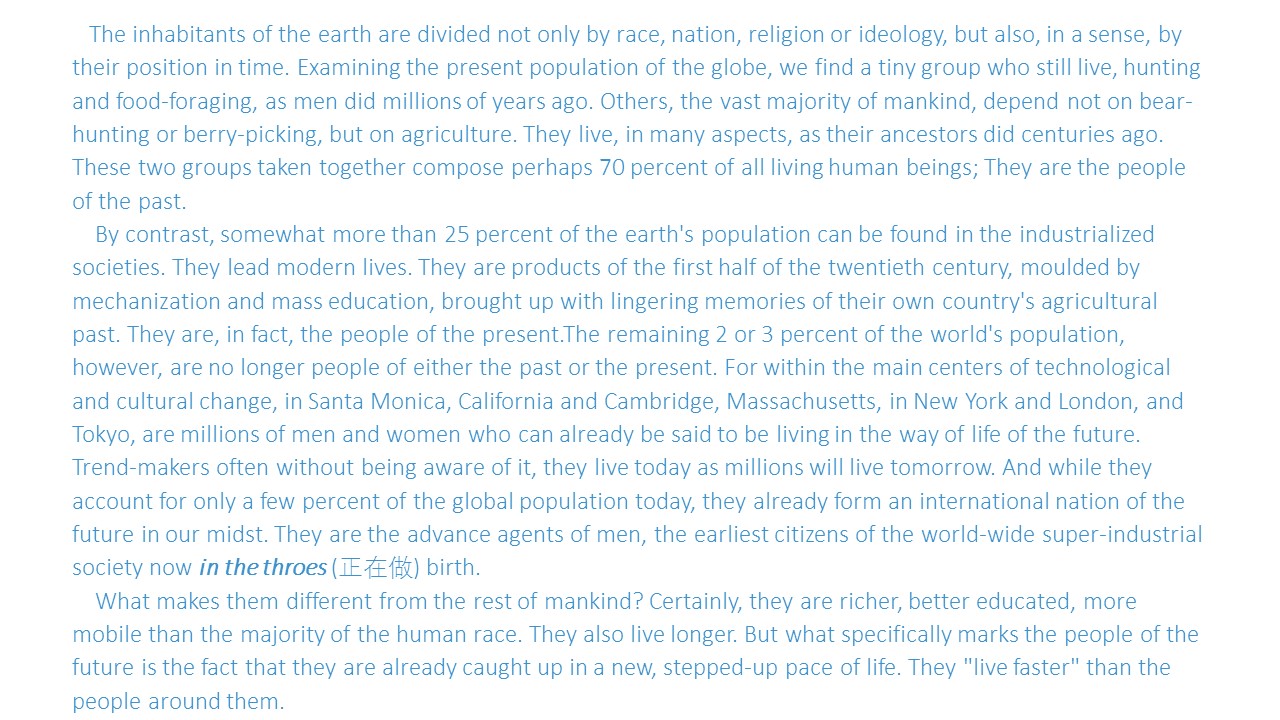 The inhabitants of the earth are divided not only by race, nation, religion or ideology, but also, in a sense, by
their position in time. Examining the present population of the globe, we find a tiny group who still live, hunting
and food-foraging, as men did millions of years ago. Others, the vast majority of mankind, depend not on bear-
hunting or berry-picking, but on agriculture. They live, in many aspects, as their ancestors did centuries ago.
These two groups taken together compose perhaps 70 percent of all living human beings; They are the people
of the past.
By contrast, somewhat more than 25 percent of the earth's population can be found in the industrialized
societies. They lead modern lives. They are products of the first half of the twentieth century, moulded by
mechanization and mass education, brought up with lingering memories of their own country's agricultural
past. They are, in fact, the people of the present.The remaining 2 or 3 percent of the world's population,
however, are no longer people of either the past or the present. For within the main centers of technological
and cultural change, in Santa Monica, California and Cambridge, Massachusetts, in New York and London, and
Tokyo, are millions of men and women who can already be said to be living in the way of life of the future.
Trend-makers often without being aware of it, they live today as millions will live tomorrow. And while they
account for only a few percent of the global population today, they already form an international nation of the
future in our midst. They are the advance agents of men, the earliest citizens of the world-wide super-industrial
society now in the throes (正在做) birth.
What makes them different from the rest of mankind? Certainly, they are richer, better educated, more
mobile than the majority of the human race. They also live longer. But what specifically marks the people of the
future is the fact that they are already caught up in a new, stepped-up pace of life. They "live faster" than the
people around them.